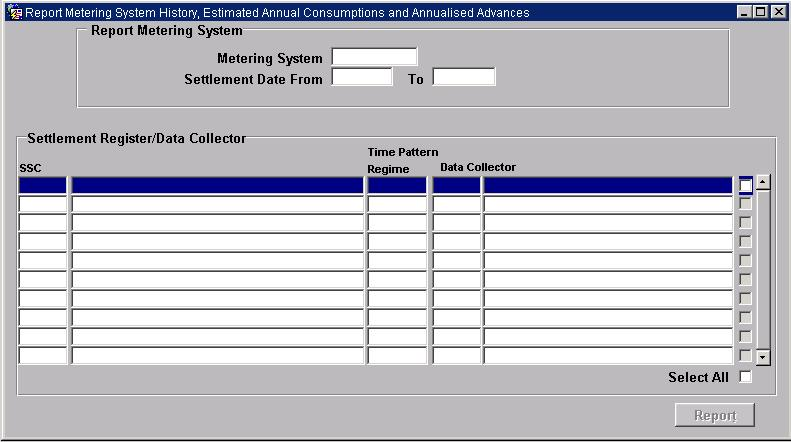 Report Metering System History, Estimated Annual Consumptions and Annualised Advances
Report Metering System
Metering System
Settlement Date From To
Settlement Register/Data Collector
SSC Time Pattern Regime Data Collector
Select All
Report